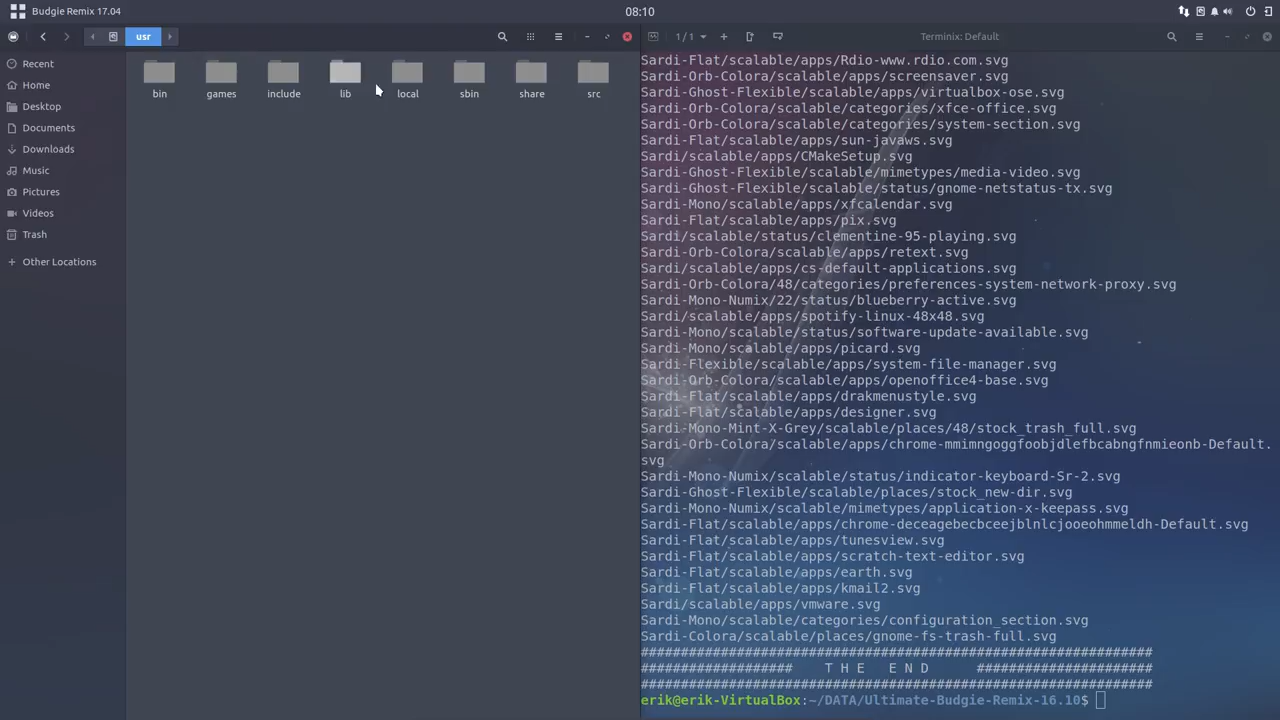 Budgie Remix 17.04
08:10
usr
1 / 1
Terminix: Default
Recent
Home
Desktop
Documents
Downloads
Music
Pictures
Videos
Trash
Other Locations
bin
games
include
lib
local
sbin
share
src
Sardi-Flat/scalable/apps/Rdio-www.rdio.com.svg
Sardi-Orb-Colora/scalable/apps/screensaver.svg
Sardi-Ghost-Flexible/scalable/apps/virtualbox-ose.svg
Sardi-Orb-Colora/scalable/categories/xfce-office.svg
Sardi-Orb-Colora/scalable/categories/system-section.svg
Sardi-Flat/scalable/apps/sun-javaws.svg
Sardi/scalable/apps/CMakeSetup.svg
Sardi-Ghost-Flexible/scalable/mimetypes/media-video.svg
Sardi-Ghost-Flexible/scalable/status/gnome-netstatus-tx.svg
Sardi-Mono/scalable/apps/xfcalendar.svg
Sardi-Flat/scalable/apps/pix.svg
Sardi/scalable/status/clementine-95-playing.svg
Sardi-Orb-Colora/scalable/apps/retext.svg
Sardi/scalable/apps/cs-default-applications.svg
Sardi-Orb-Colora/48/categories/preferences-system-network-proxy.svg
Sardi-Mono-Numix/22/status/blueberry-active.svg
Sardi/scalable/apps/spotify-linux-48x48.svg
Sardi-Mono/scalable/status/software-update-available.svg
Sardi-Mono/scalable/apps/picard.svg
Sardi-Flexible/scalable/apps/system-file-manager.svg
Sardi-Orb-Colora/scalable/apps/openoffice4-base.svg
Sardi-Flat/scalable/apps/drakmenustyle.svg
Sardi-Flat/scalable/apps/designer.svg
Sardi-Mono-Mint-X-Grey/scalable/places/48/stock_trash_full.svg
Sardi-Orb-Colora/scalable/apps/chrome-mmimngoggfoobjdlefbcabngfnmieonb-Default.
svg
Sardi-Mono-Numix/scalable/status/indicator-keyboard-Sr-2.svg
Sardi-Ghost-Flexible/scalable/places/stock_new-dir.svg
Sardi-Mono-Numix/scalable/mimetypes/application-x-keepass.svg
Sardi-Flat/scalable/apps/chrome-deceagebecbceejblnlcjooeohmmeldh-Default.svg
Sardi-Flat/scalable/apps/tunesview.svg
Sardi-Flat/scalable/apps/scratch-text-editor.svg
Sardi-Flat/scalable/apps/earth.svg
Sardi-Flat/scalable/apps/kmail2.svg
Sardi/scalable/apps/vmware.svg
Sardi-Mono/scalable/categories/configuration_section.svg
Sardi-Colora/scalable/places/gnome-fs-trash-full.svg
################################################################
###################    T H E   E N D      ######################
################################################################
erik@erik-VirtualBox:~/DATA/Ultimate-Budgie-Remix-16.10$